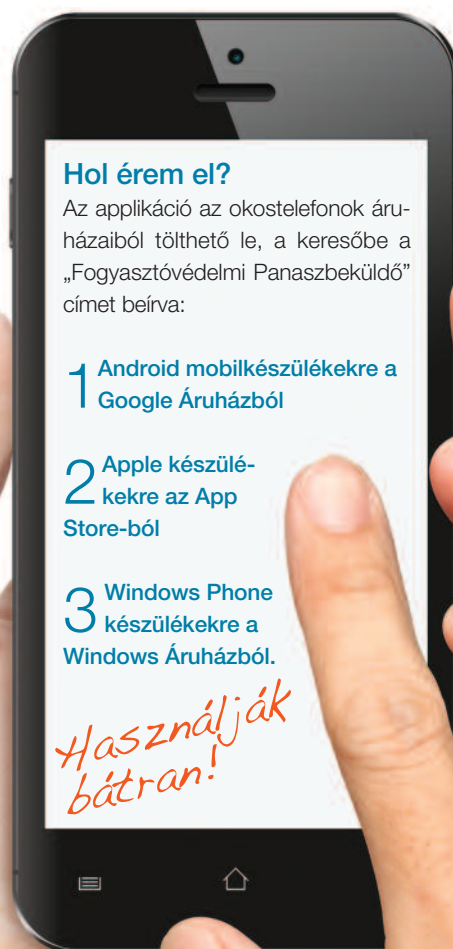 Hol érem el?
Az applikáció az okostelefonok áru-
házaiból tölthető le, a keresőbe a
„Fogyasztóvédelmi Panaszbeküldő”
címet beírva:
1 Android mobilkészülékekre a
Google Áruházból
2 Apple készülé-
kekre az App
Store-ból
3 Windows Phone
készülékekre a
Windows Áruházból.
Használják
bátran!